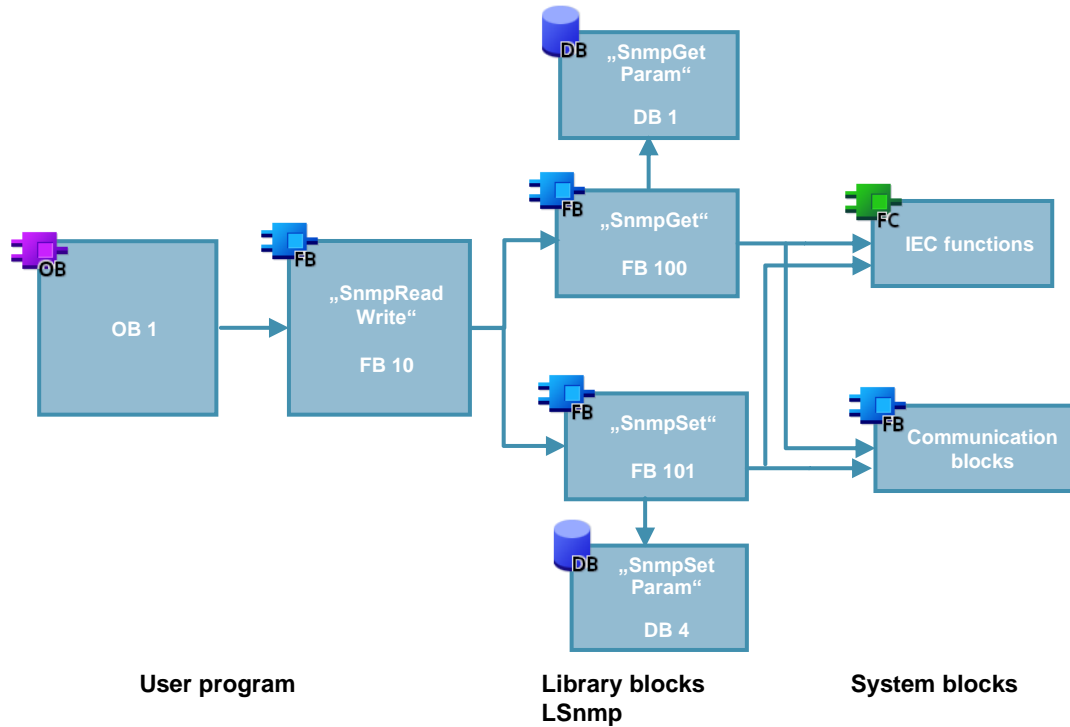 DB
„SnmpGet
Param“
DB 1
FB
„SnmpGet“
FB 100
FC
IEC functions
OB
OB 1
FB
„SnmpRead
Write“
FB 10
FB
„SnmpSet“
FB 101
FB
Communication
blocks
DB
„SnmpSet
Param“
DB 4
User program
Library blocks
LSnmp
System blocks